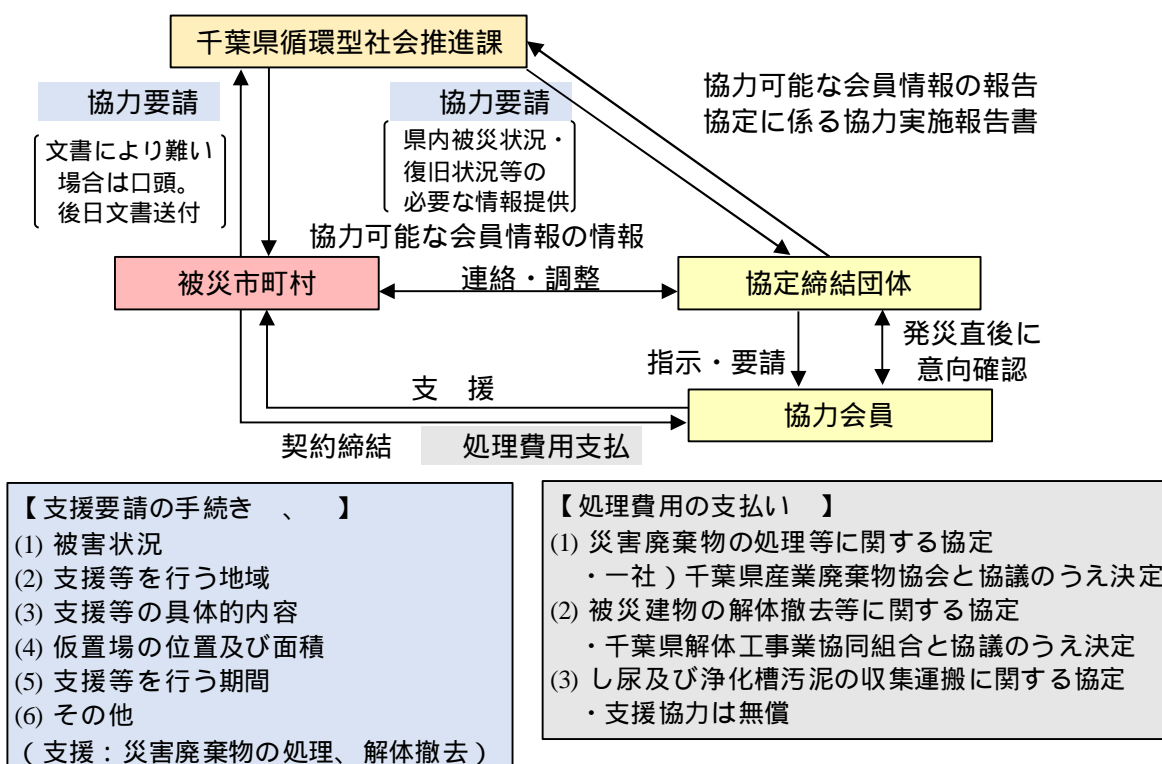 千葉県循環型社会推進課
協力要請
文書により難い
場合は口頭。
後日文書送付
協力要請
県内被災状況・
復旧状況等の
必要な情報提供
協力可能な会員情報の報告
協定に係る協力実施報告書
協力可能な会員情報の情報
被災市町村
連絡・調整
協定締結団体
指示・要請
発災直後に
意向確認
支　援
協力会員
契約締結
処理費用支払
【支援要請の手続き　、　】
(1) 被害状況
(2) 支援等を行う地域
(3) 支援等の具体的内容
(4) 仮置場の位置及び面積
(5) 支援等を行う期間
(6) その他
（支援：災害廃棄物の処理、解体撤去）
【処理費用の支払い　】
(1) 災害廃棄物の処理等に関する協定
・一社）千葉県産業廃棄物協会と協議のうえ決定
(2) 被災建物の解体撤去等に関する協定
・千葉県解体工事業協同組合と協議のうえ決定
(3) し尿及び浄化槽汚泥の収集運搬に関する協定
・支援協力は無償